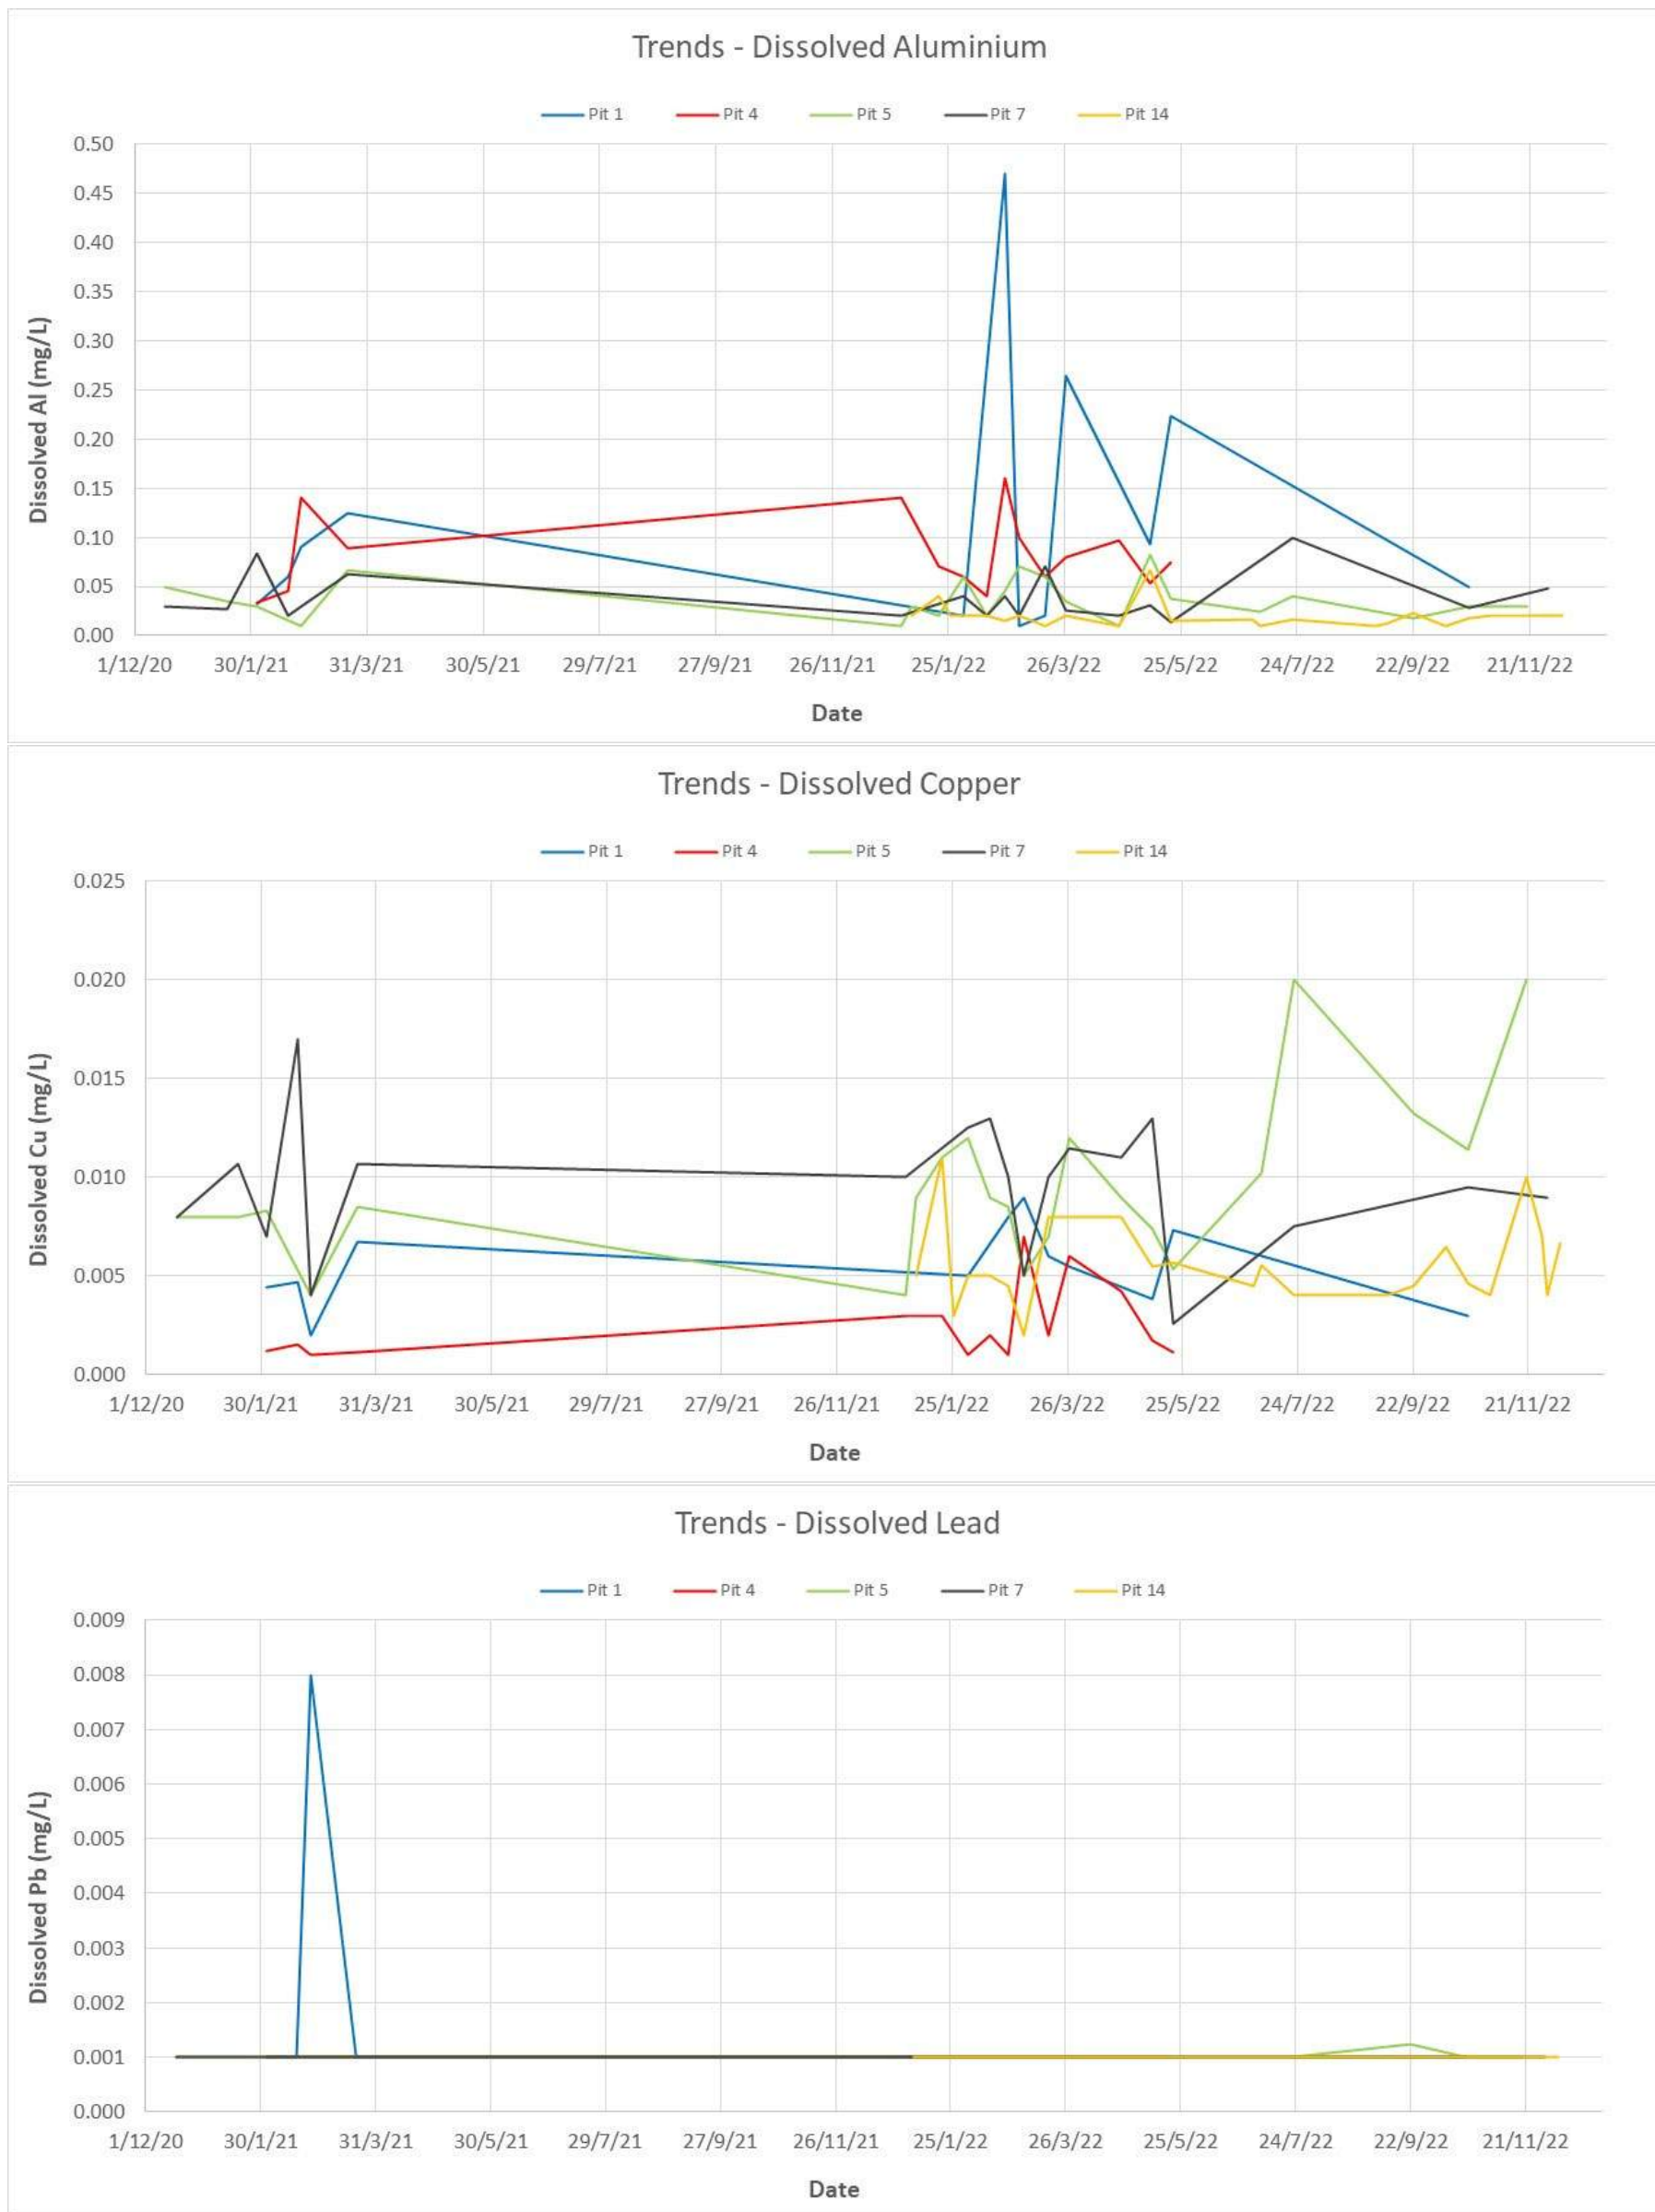 Trends - Dissolved Aluminium
Pit 1 Pit 4 Pit 5 Pit 7 Pit 14
Dissolved Al (mg/L)
0.50
0.45
0.40
0.35
0.30
0.25
0.20
0.15
0.10
0.05
0.00
1/12/20 30/1/21 31/3/21 30/5/21 29/7/21 27/9/21 26/11/21 25/1/22 26/3/22 25/5/22 24/7/22 22/9/22 21/11/22
Date
Trends - Dissolved Copper
Pit 1 Pit 4 Pit 5 Pit 7 Pit 14
Dissolved Cu (mg/L)
0.025
0.020
0.015
0.010
0.005
0.000
1/12/20 30/1/21 31/3/21 30/5/21 29/7/21 27/9/21 26/11/21 25/1/22 26/3/22 25/5/22 24/7/22 22/9/22 21/11/22
Date
Trends - Dissolved Lead
Pit 1 Pit 4 Pit 5 Pit 7 Pit 14
Dissolved Pb (mg/L)
0.009
0.008
0.007
0.006
0.005
0.004
0.003
0.002
0.001
0.000
1/12/20 30/1/21 31/3/21 30/5/21 29/7/21 27/9/21 26/11/21 25/1/22 26/3/22 25/5/22 24/7/22 22/9/22 21/11/22
Date